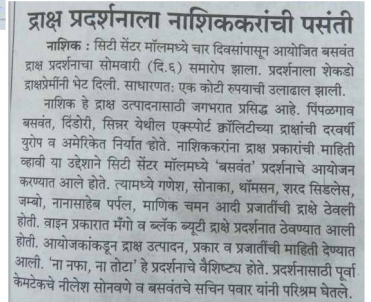 द्राक्ष प्रदर्शनाला नाशिककरांची पसंती
नाशिक : सिटी सेंटर मॉलमध्ये चार दिवसांपासून आयोजित बसवंत
द्राक्ष प्रदर्शनाचा सोमवारी (दि.६) समारोप झाला. प्रदर्शनाला शेकडो
द्राक्षप्रेमींनी भेट दिली. साधारणतः एक कोटी रुपयाची उलाढाल झाली.
नाशिक हे द्राक्ष उत्पादनासाठी जगभरात प्रसिद्ध आहे. पिंपळगाव
बसवंत, दिंडोरी, सिन्नर येथील एक्स्पोर्ट क्रॉलिटीच्या द्राक्षांची दरवर्षी
युरोप व अमेरिकेत निर्यात होते. नाशिककरांना द्राक्ष प्रकारांची माहिती
व्हावी या उद्देशाने सिटी सेंटर मॉलमध्ये 'बसवंत' प्रदर्शनाचे आयोजन
करण्यात आले होते. त्यामध्ये गणेश, सोनाका, थॉमसन, शरद सिडलेस,
जम्बो, नानासाहेब पर्पल, माणिक चमन आदी प्रजातींची द्राक्षे ठेवली
होती. वाइन प्रकारात मँगो व ब्लॅक ब्यूटी द्राक्षे प्रदर्शनात ठेवण्यात आली
होती. आयोजकांकडून द्राक्ष उत्पादन, प्रकार व प्रजातींची माहिती देण्यात
आली. 'ना नफा, ना तोटा' हे प्रदर्शनाचे वैशिष्ट्य होते. प्रदर्शनासाठी पूर्वा
केमटेकचे नीलेश सोनवणे व बसवंतचे सचिन पवार यांनी परिश्रम घेतले.